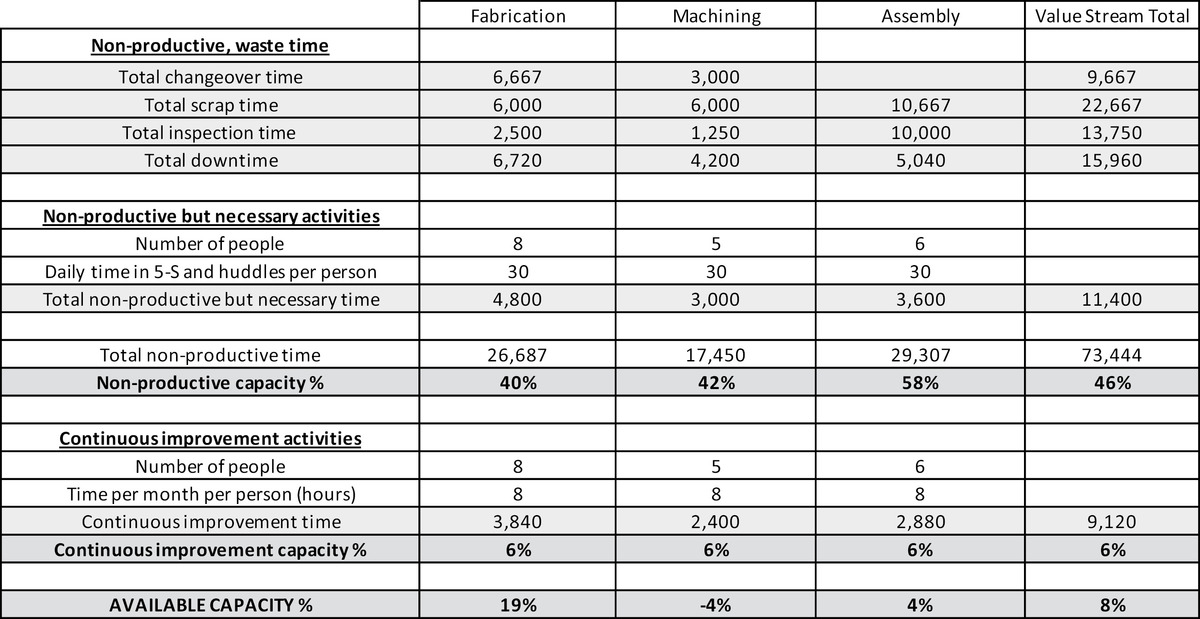 Fabrication Machining Assembly Value Stream Total
Non-productive, waste time
Total changeover time 6,667 3,000 9,667
Total scrap time 6,000 6,000 10,667 22,667
Total inspection time 2,500 1,250 10,000 13,750
Total downtime 6,720 4,200 5,040 15,960
Non-productive but necessary activities
Number of people 8 5 6
Daily time in 5-S and huddles per person 30 30 30
Total non-productive but necessary time 4,800 3,000 3,600 11,400
Total non-productive time 26,687 17,450 29,307 73,444
Non-productive capacity % 40% 42% 58% 46%
Continuous improvement activities
Number of people 8 5 6
Time per month per person (hours) 8 8 8
Continuous improvement time 3,840 2,400 2,880 9,120
Continuous improvement capacity % 6% 6% 6% 6%
AVAILABLE CAPACITY % 19% -4% 4% 8%